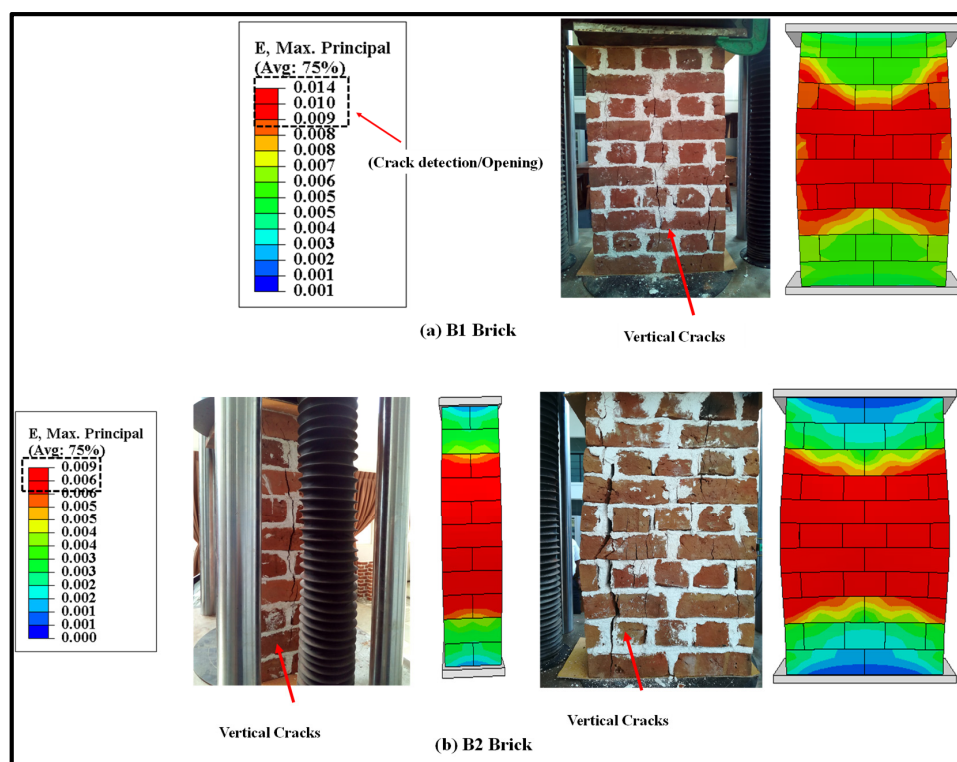 E, Max. Principal
(Avg: 75%)
0.014
0.010
0.009
0.008
0.008
0.007
0.006
0.005
0.005
0.004
0.003
0.002
0.001
0.001
(Crack detection/Opening)
Vertical Cracks
(a) B1 Brick
E, Max. Principal
(Avg: 75%)
0.009
0.006
0.006
0.005
0.005
0.004
0.004
0.003
0.003
0.002
0.002
0.001
0.001
0.000
Vertical Cracks
Vertical Cracks
(b) B2 Brick